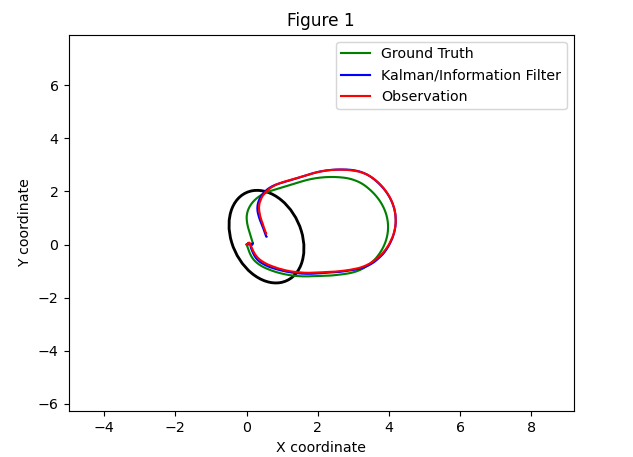 Figure 1
Ground Truth
Kalman/Information Filter
Observation
6
4
2
0
−2
−4
−6
Y coordinate
−4 −2 0 2 4 6 8
X coordinate